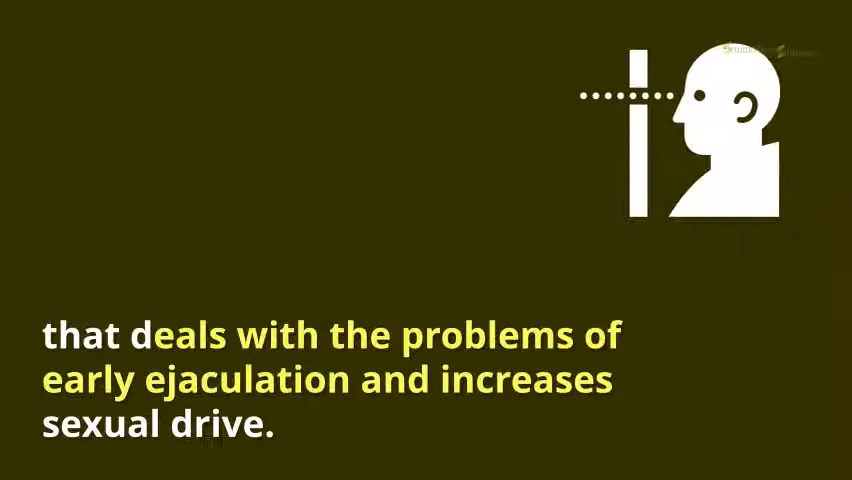 that deals with the problems of
early ejaculation and increases
sexual drive.